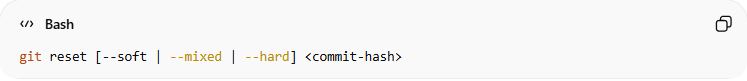 Bash
git reset [--soft | --mixed | --hard] <commit-hash>